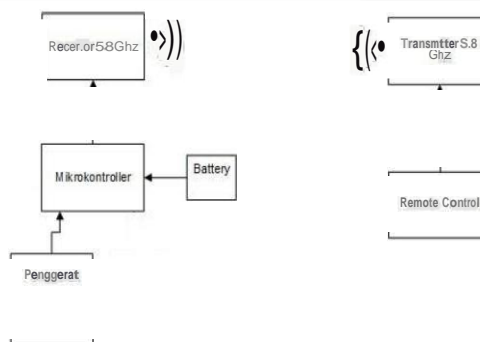 Recer.or58Ghz
TransmtterS.8
Ghz
Mikrokontroller
Battery
Remote Control
Penggerat